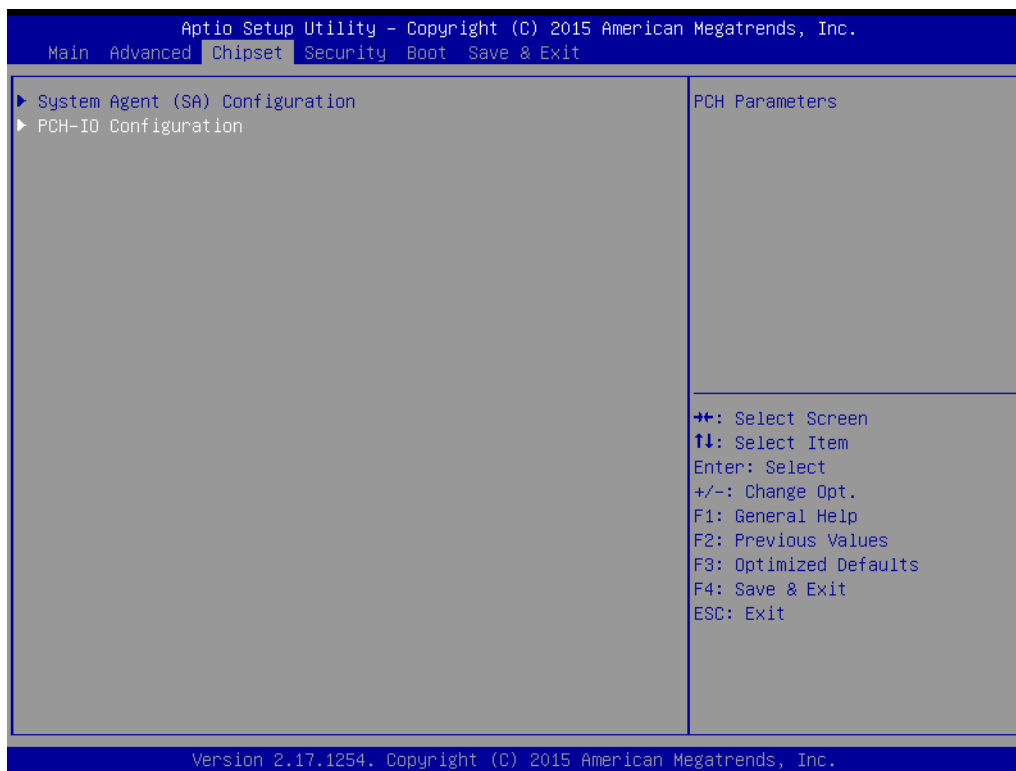 Aptio Setup Utility – Copyright (C) 2015 American Megatrends, Inc.
Main Advanced Chipset Security Boot Save & Exit
▶ System Agent (SA) Configuration
▶ PCH-IO Configuration
PCH Parameters
→←: Select Screen
↑↓: Select Item
Enter: Select
+/-: Change Opt.
F1: General Help
F2: Previous Values
F3: Optimized Defaults
F4: Save & Exit
ESC: Exit
Version 2.17.1254. Copyright (C) 2015 American Megatrends, Inc.